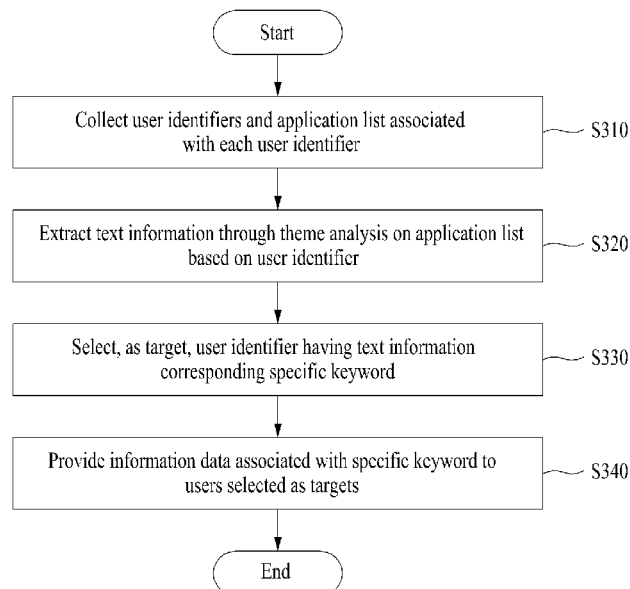 Start
Collect user identifiers and application list associated
with each user identifier
S310
Extract text information through theme analysis on application list
based on user identifier
S320
Select, as target, user identifier having text information
corresponding specific keyword
S330
Provide information data associated with specific keyword to
users selected as targets
S340
End